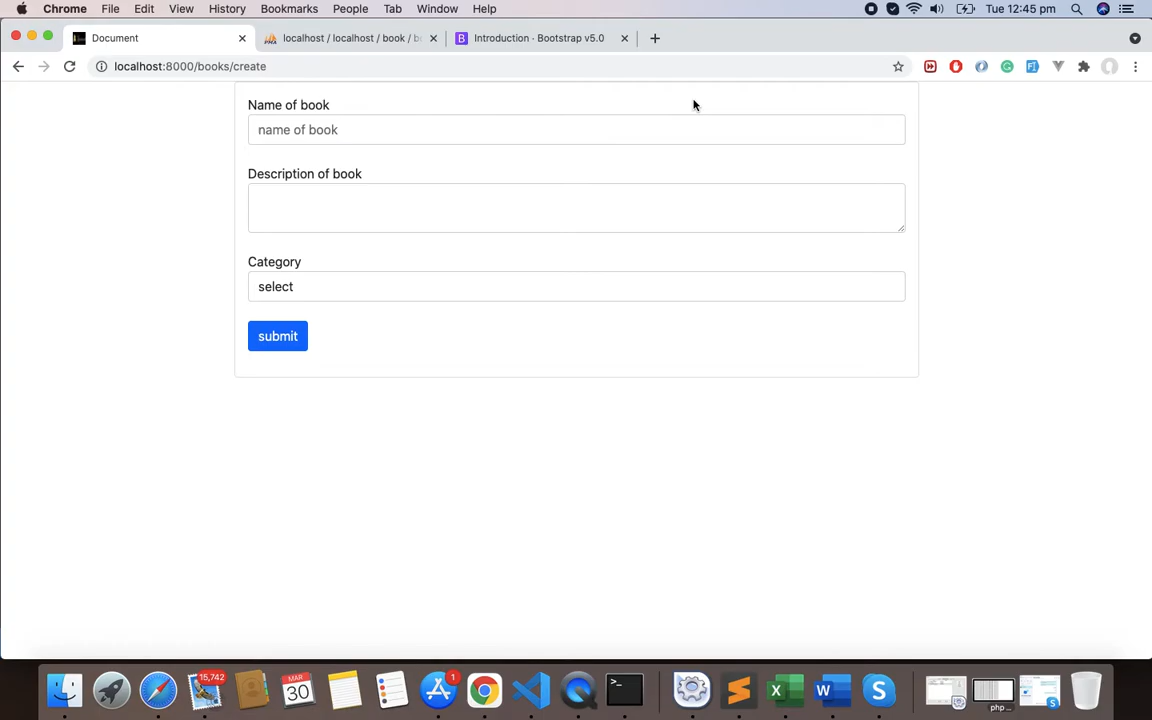 Chrome File Edit View History Bookmarks People Tab Window Help Tue 12:45 pm
Document localhost / localhost / book / b Introduction · Bootstrap v5.0
localhost:8000/books/create
Name of book
name of book
Description of book
Category
select
submit
15,742
MAR
30
1
>_
php ...